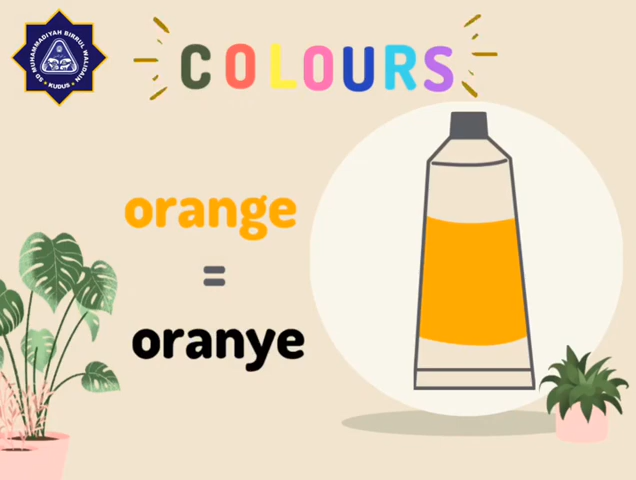 SD MUHAMMADIYAH BIRRUL WALIDAIN
KUDUS
COLOURS
orange
=
oranye